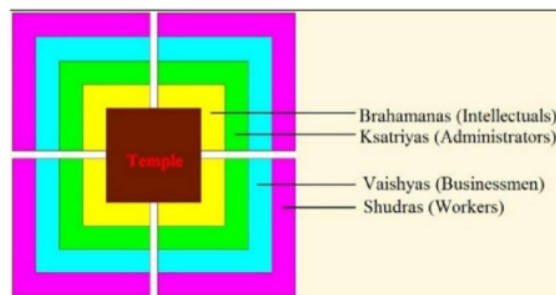 Temple
Brahamanas (Intellectuals)
Ksatriyas (Administrators)
Vaishyas (Businessmen)
Shudras (Workers)